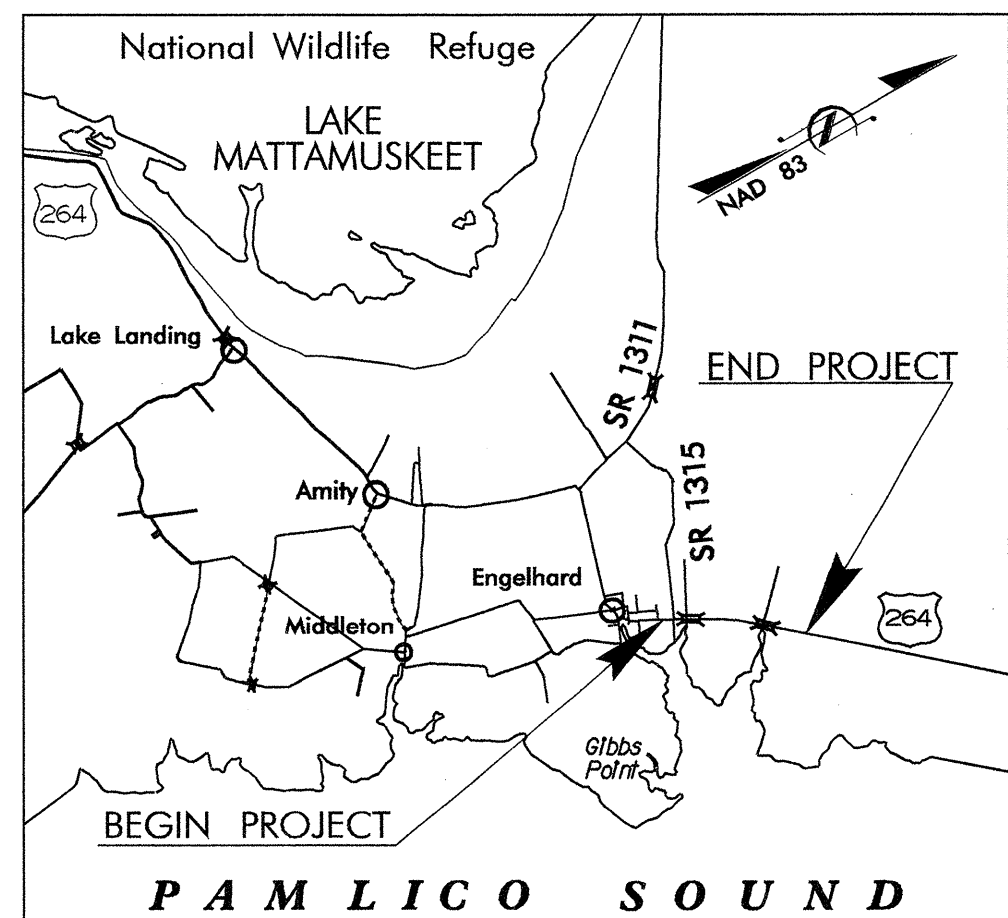 National Wildlife Refuge
LAKE
MATTAMUSKEET
NAD 83
264
Lake Landing
SR 1311
END PROJECT
SR 1315
Amity
Engelhard
264
Middleton
Gibbs
Point
BEGIN PROJECT
PAMLICO SOUND